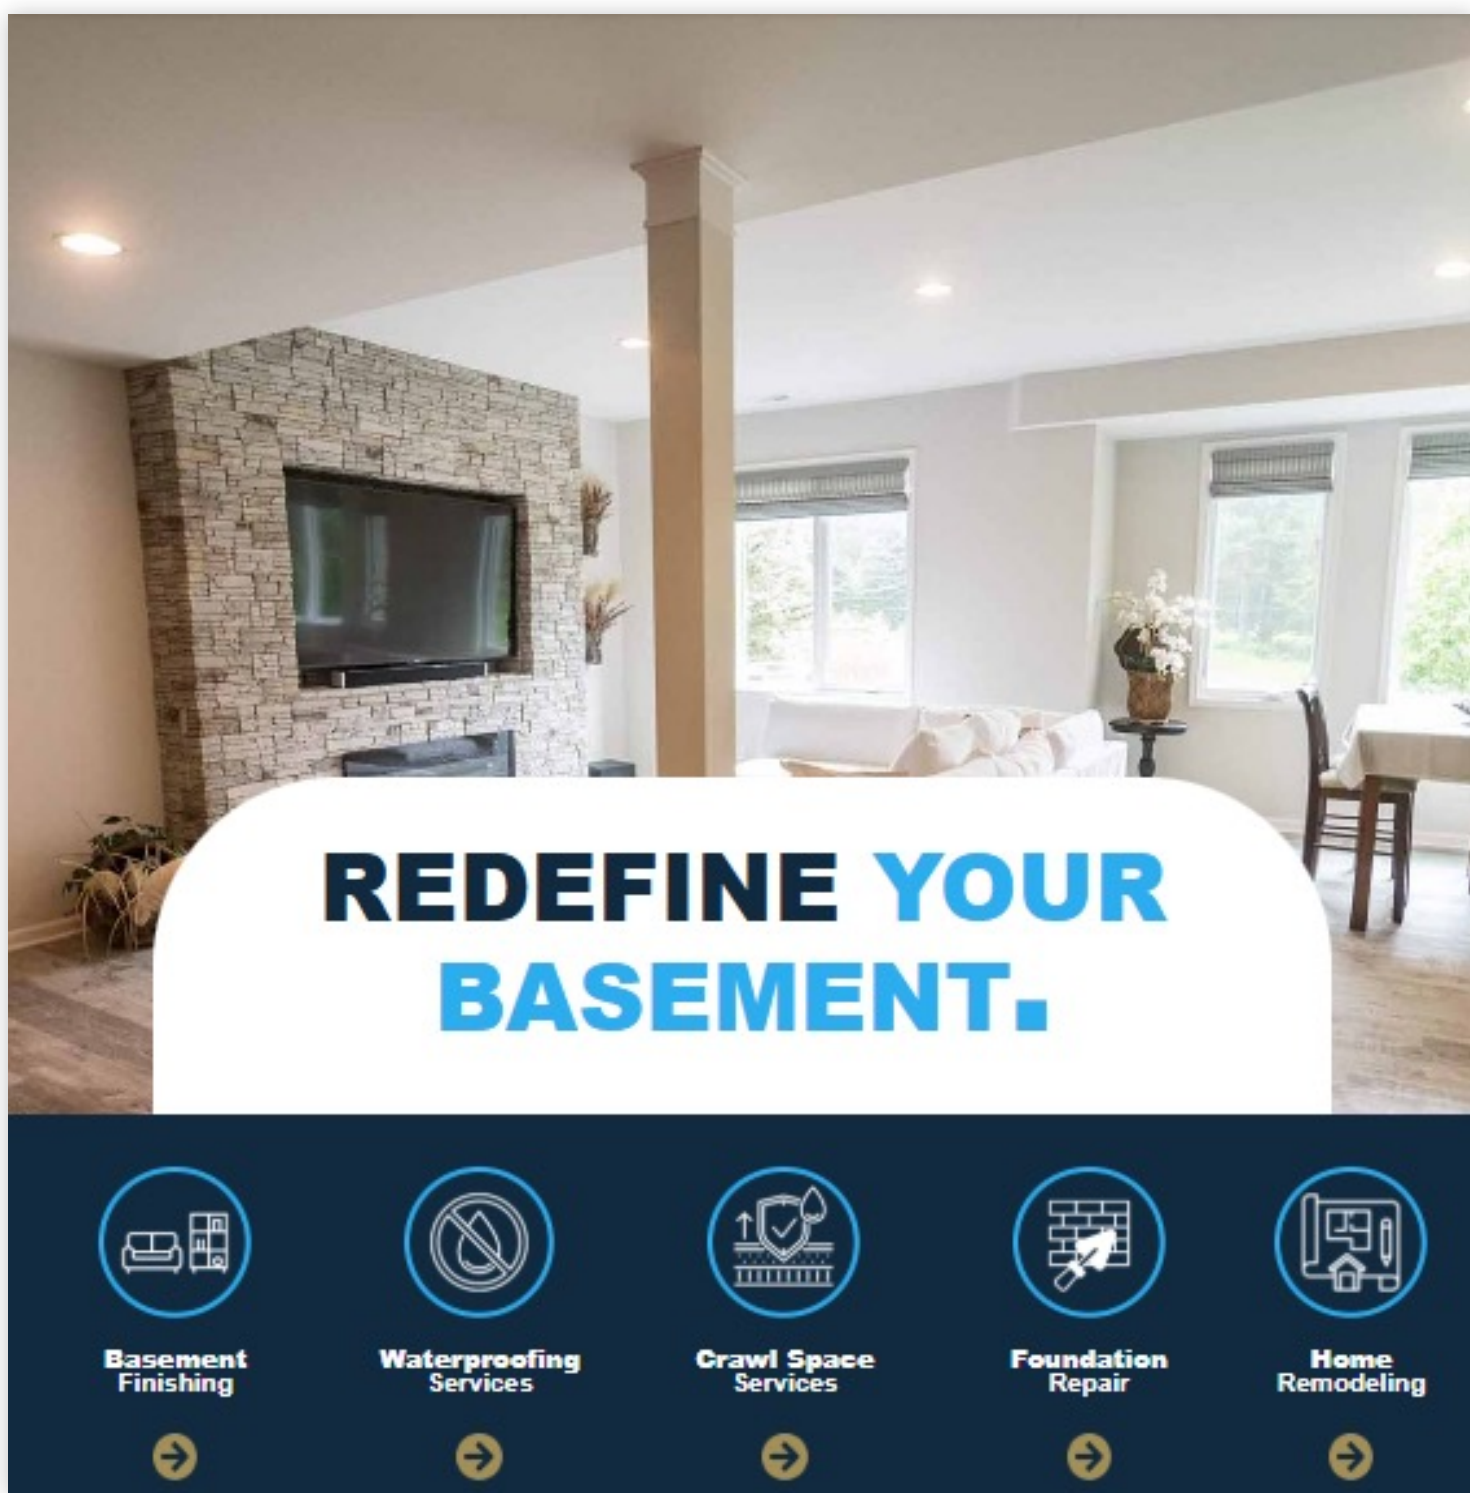 REDEFINE YOUR
BASEMENT.
Basement
Finishing
Waterproofing
Services
Crawl Space
Services
Foundation
Repair
Home
Remodeling